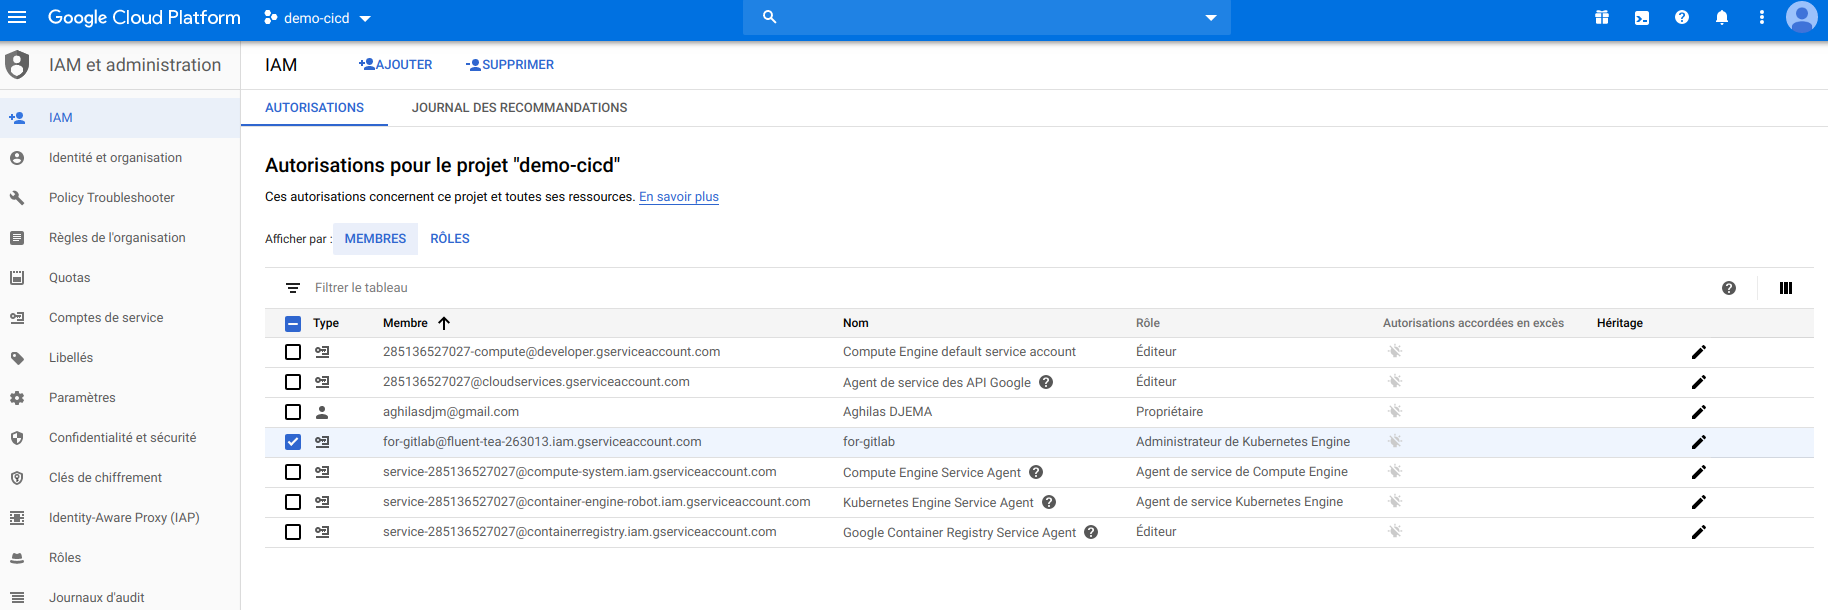 Google Cloud Platform demo-cicd
IAM et administration
IAM
Identité et organisation
Policy Troubleshooter
Règles de l'organisation
Quotas
Comptes de service
Libellés
Paramètres
Confidentialité et sécurité
Clés de chiffrement
Identity-Aware Proxy (IAP)
Rôles
Journaux d'audit
IAM AJOUTER SUPPRIMER
AUTORISATIONS JOURNAL DES RECOMMANDATIONS
Autorisations pour le projet "demo-cicd"
Ces autorisations concernent ce projet et toutes ses ressources. En savoir plus
Afficher par : MEMBRES RÔLES
Filtrer le tableau
Type Membre Nom Rôle Autorisations accordées en excès Héritage
285136527027-compute@developer.gserviceaccount.com Compute Engine default service account Éditeur
285136527027@cloudservices.gserviceaccount.com Agent de service des API Google Éditeur
aghilasdjm@gmail.com Aghilas DJEMA Propriétaire
for-gitlab@fluent-tea-263013.iam.gserviceaccount.com for-gitlab Administrateur de Kubernetes Engine
service-285136527027@compute-system.iam.gserviceaccount.com Compute Engine Service Agent Agent de service de Compute Engine
service-285136527027@container-engine-robot.iam.gserviceaccount.com Kubernetes Engine Service Agent Agent de service Kubernetes Engine
service-285136527027@containerregistry.iam.gserviceaccount.com Google Container Registry Service Agent Éditeur